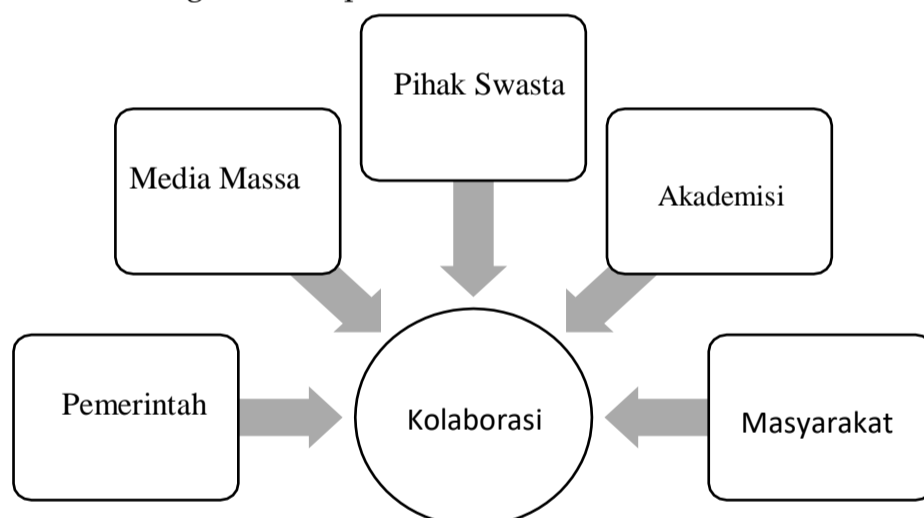 Pihak Swasta
Media Massa
Akademisi
Pemerintah
Kolaborasi
Masyarakat